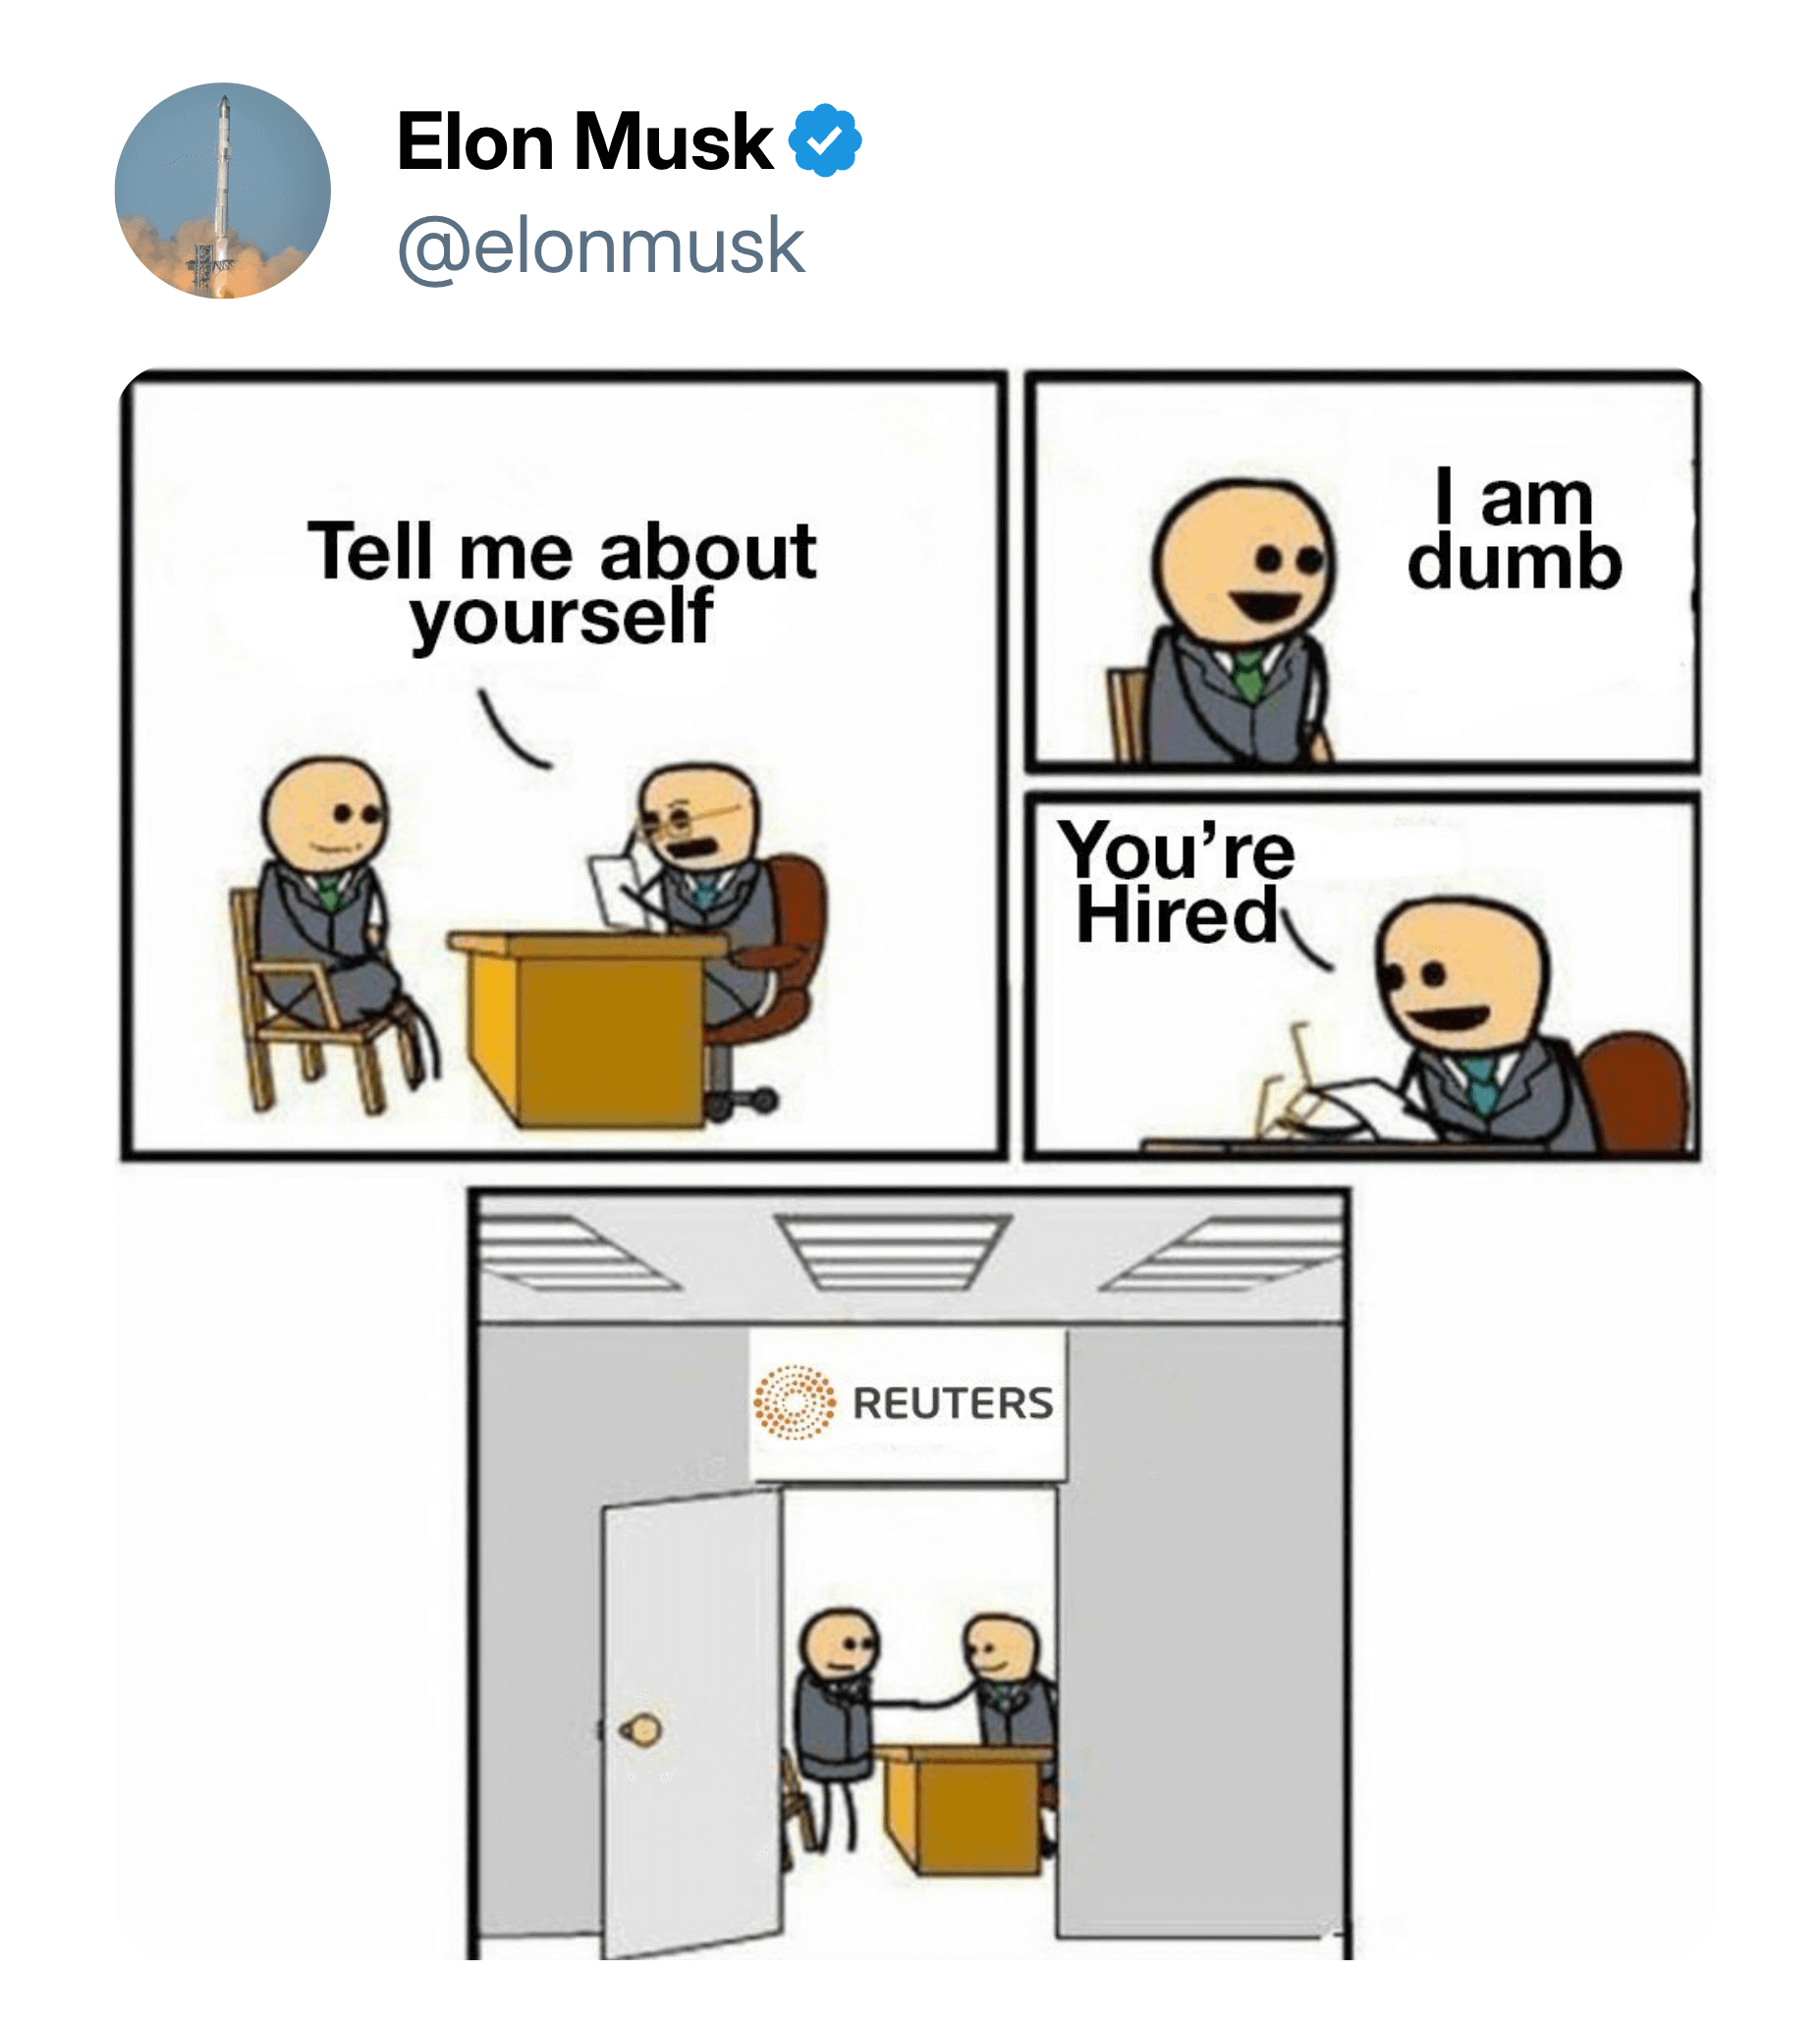 Elon Musk
@elonmusk
Tell me about
yourself
I am
dumb
You’re
Hired
REUTERS